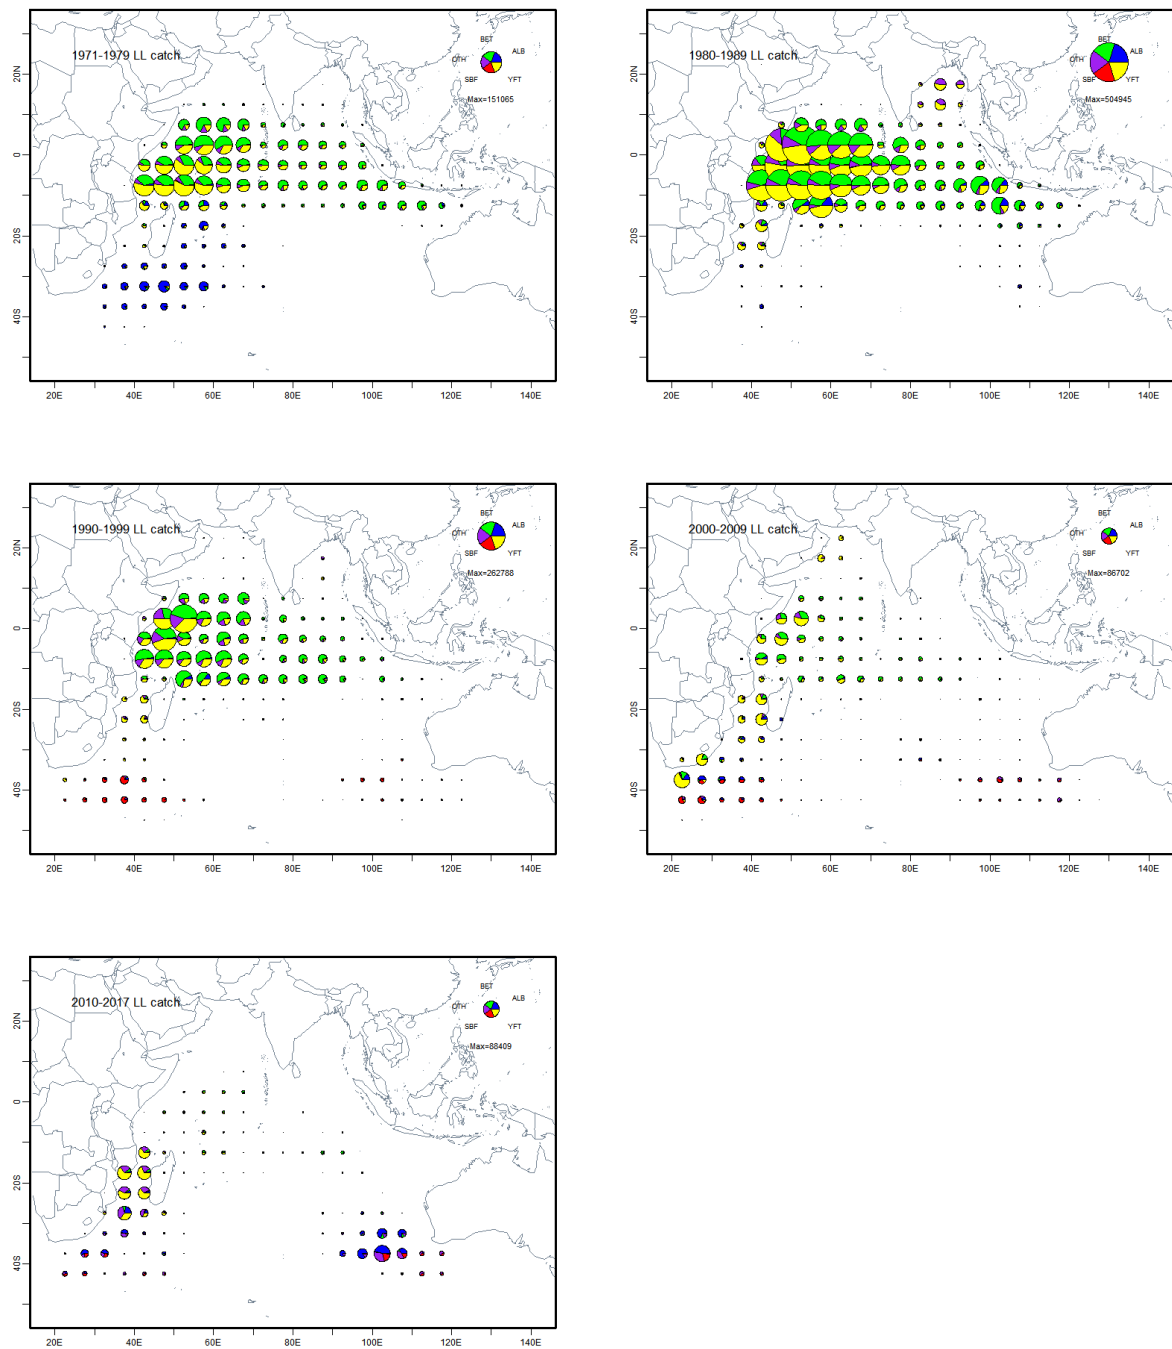 1971-1979 LL catch
BET
ALB
OTH
SBF
YFT
Max=151065
20N
0
20S
40S
20E 40E 60E 80E 100E 120E 140E
1980-1989 LL catch
BET
ALB
OTH
SBF
YFT
Max=504945
20N
0
20S
40S
20E 40E 60E 80E 100E 120E 140E
1990-1999 LL catch
BET
ALB
OTH
SBF
YFT
Max=262788
20N
0
20S
40S
20E 40E 60E 80E 100E 120E 140E
2000-2009 LL catch
BET
ALB
OTH
SBF
YFT
Max=86702
20N
0
20S
40S
20E 40E 60E 80E 100E 120E 140E
2010-2017 LL catch
BET
ALB
OTH
SBF
YFT
Max=88409
20N
0
20S
40S
20E 40E 60E 80E 100E 120E 140E